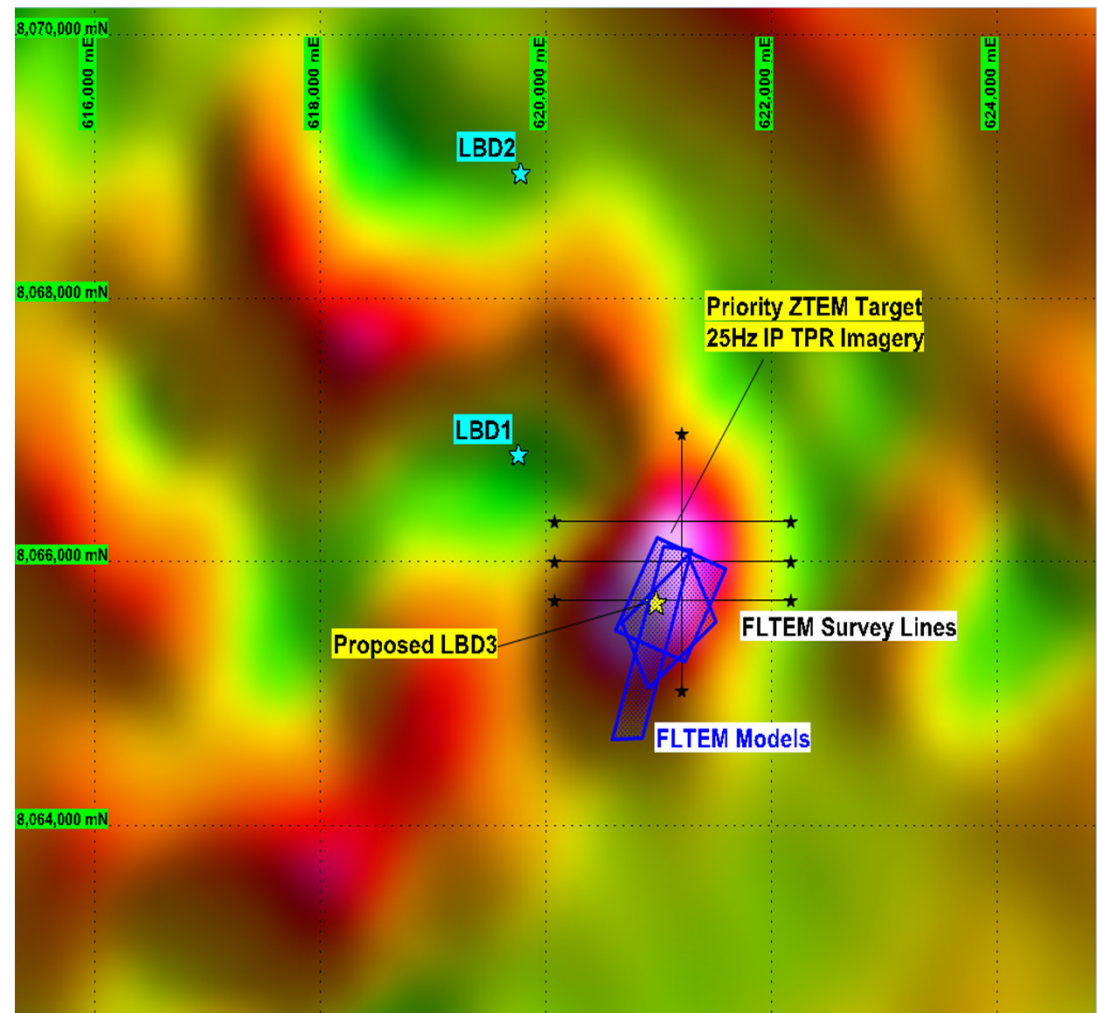 8,070,000 mN
616,000 mE
618,000 mE
620,000 mE
622,000 mE
624,000 mE
LBD2
8,068,000 mN
Priority ZTEM Target
25Hz IP TPR Imagery
LBD1
8,066,000 mN
FLTEM Survey Lines
Proposed LBD3
FLTEM Models
8,064,000 mN